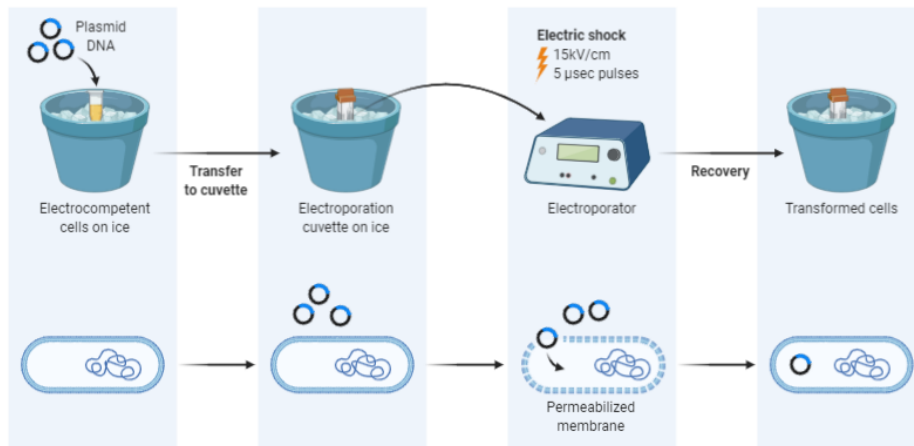 Plasmid
DNA
Electric shock
15kV/cm
5 µsec pulses
Transfer
to cuvette
Recovery
Electrocompetent
cells on ice
Electroporation
cuvette on ice
Electroporator
Transformed cells
Permeabilized
membrane